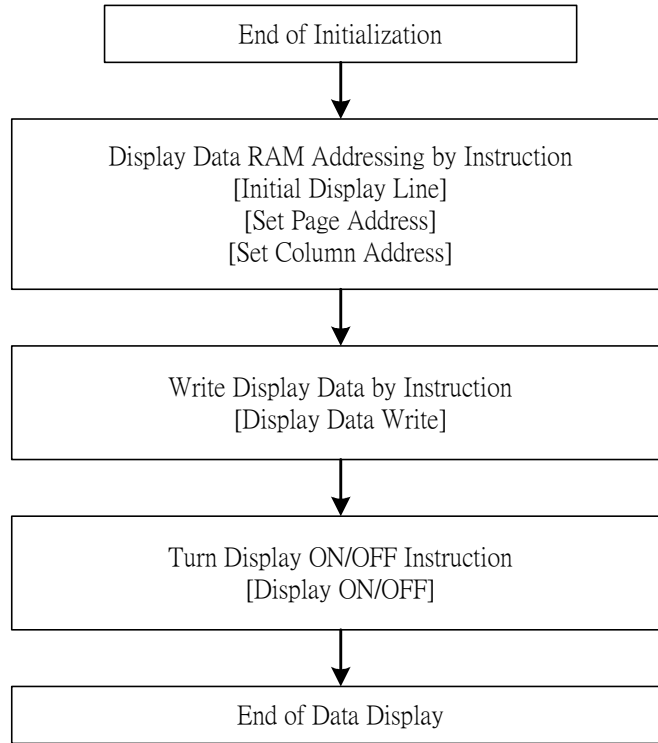 End of Initialization
Display Data RAM Addressing by Instruction
[Initial Display Line]
[Set Page Address]
[Set Column Address]
Write Display Data by Instruction
[Display Data Write]
Turn Display ON/OFF Instruction
[Display ON/OFF]
End of Data Display